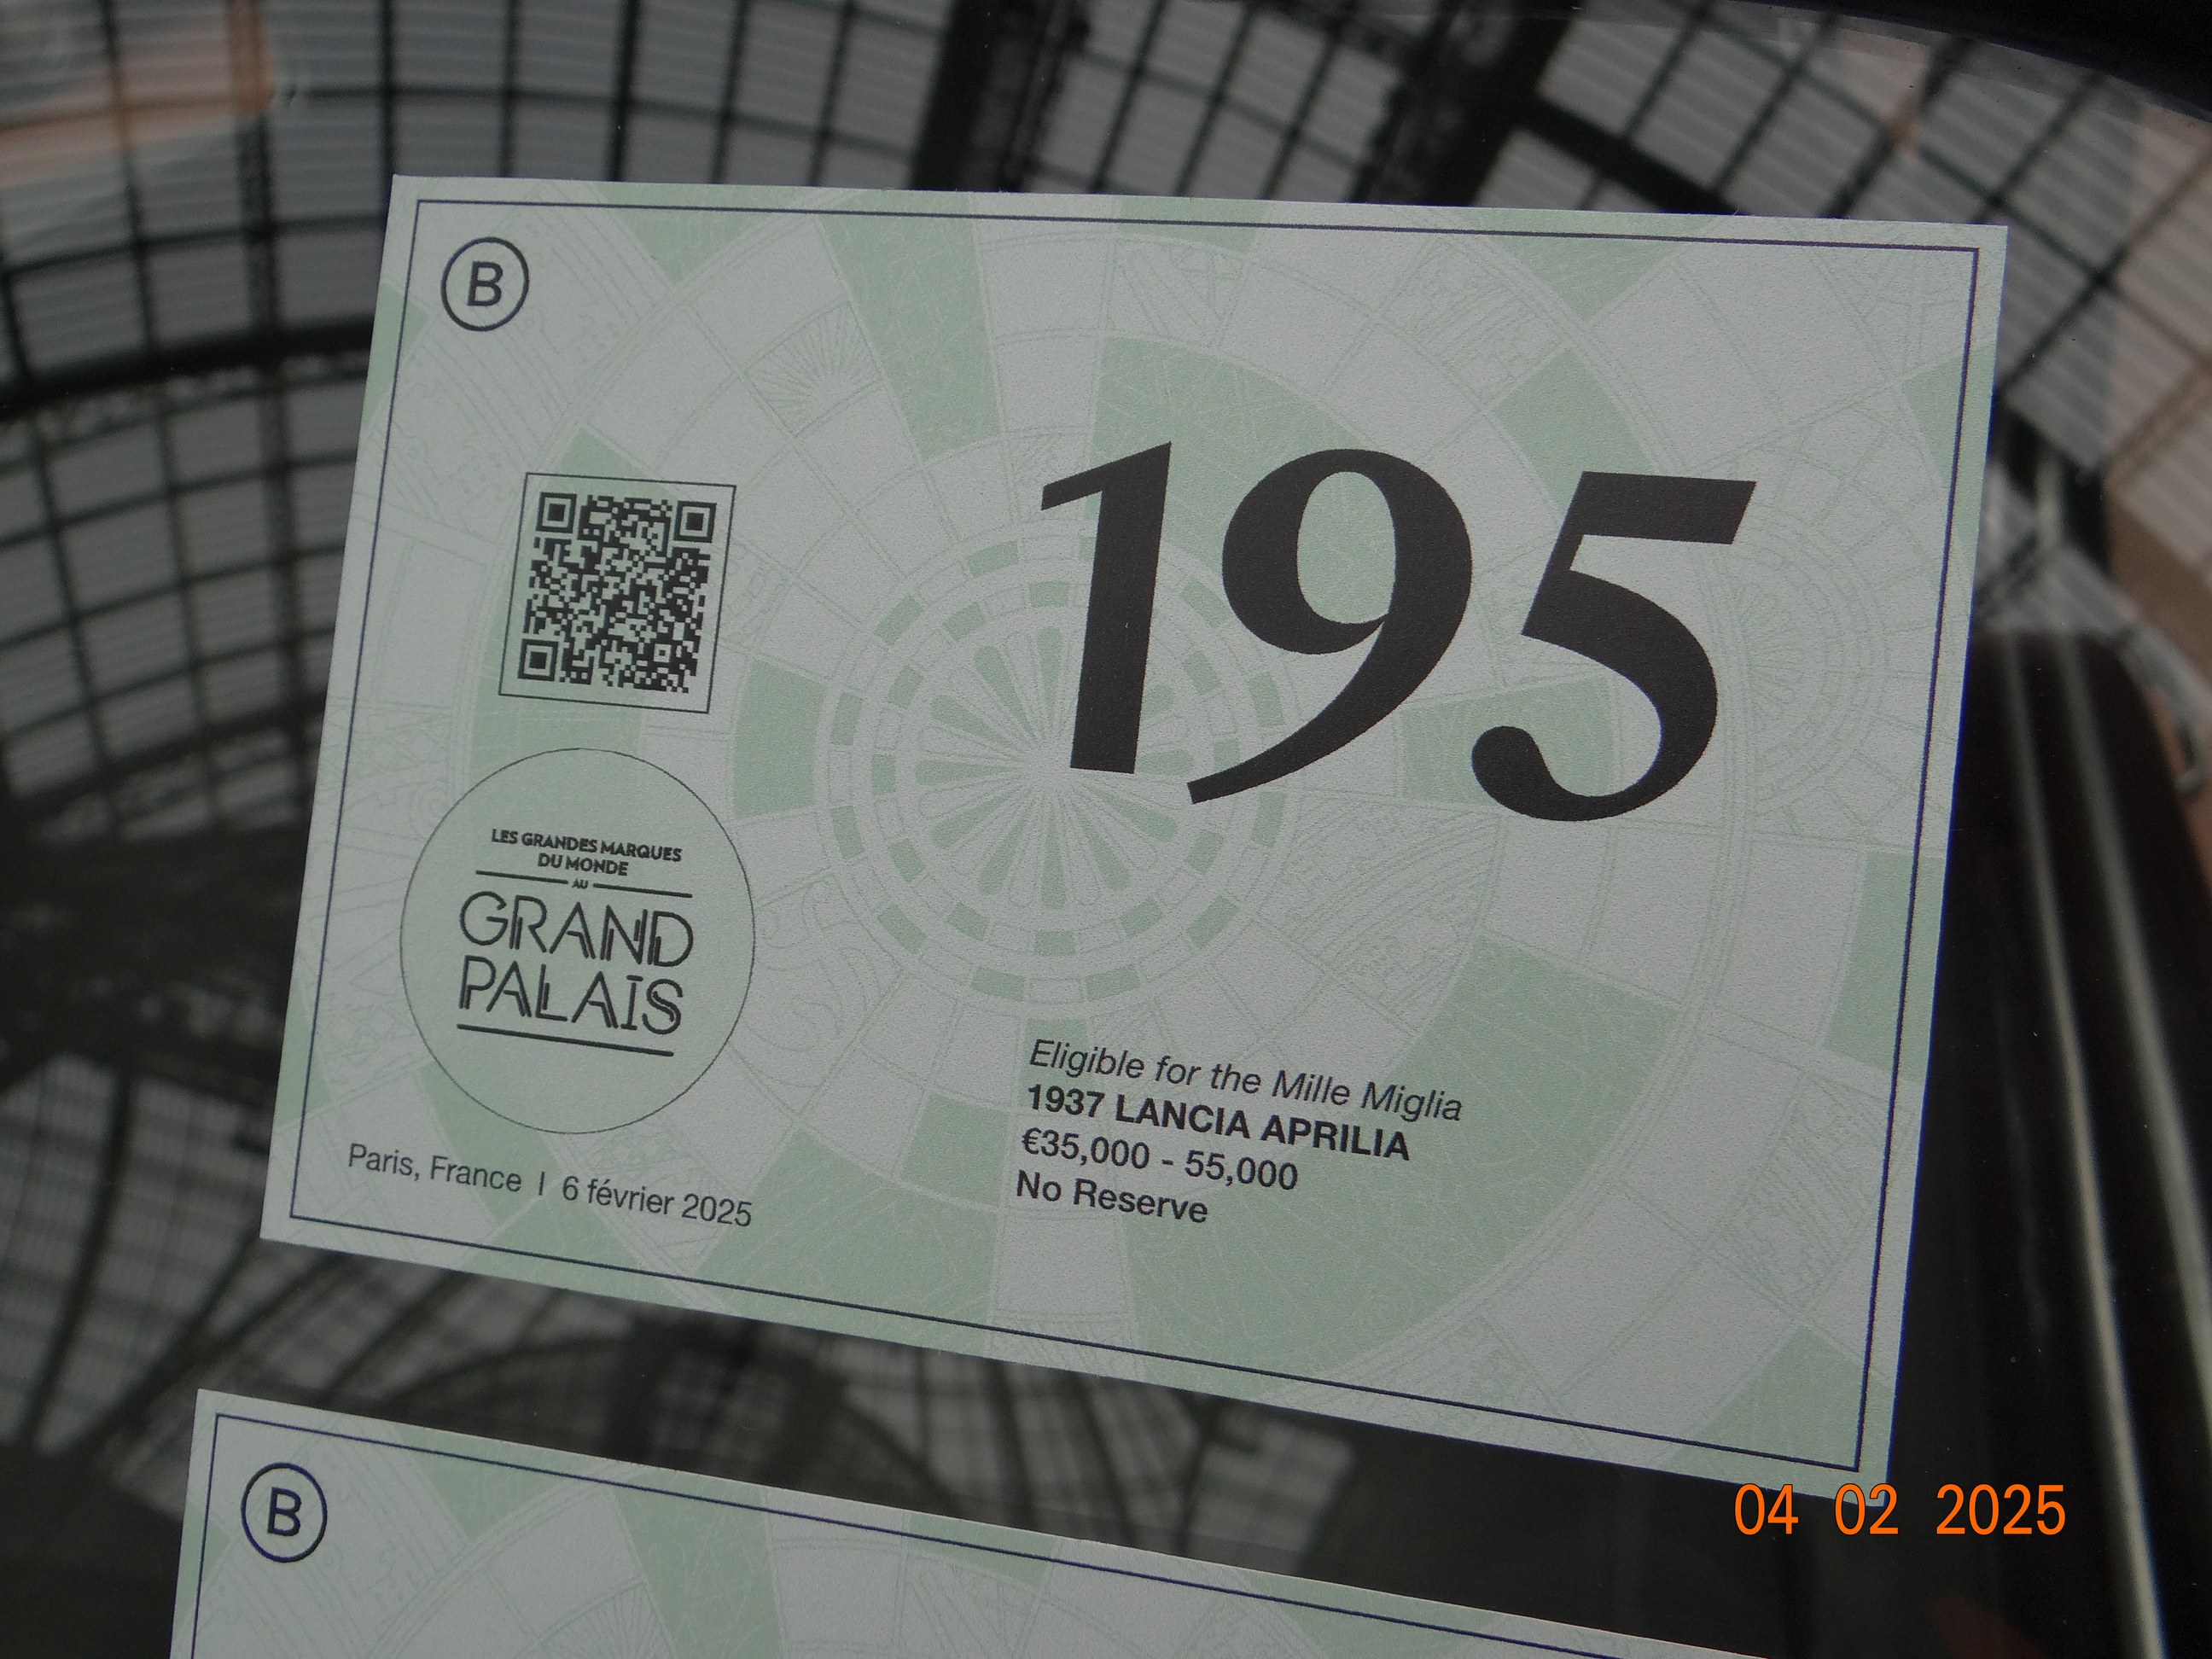 B
195
LES GRANDES MARQUES
DU MONDE
AU
GRAND
PALAIS
Eligible for the Mille Miglia
1937 LANCIA APRILIA
€35,000 - 55,000
No Reserve
Paris, France I 6 février 2025
B
04 02 2025